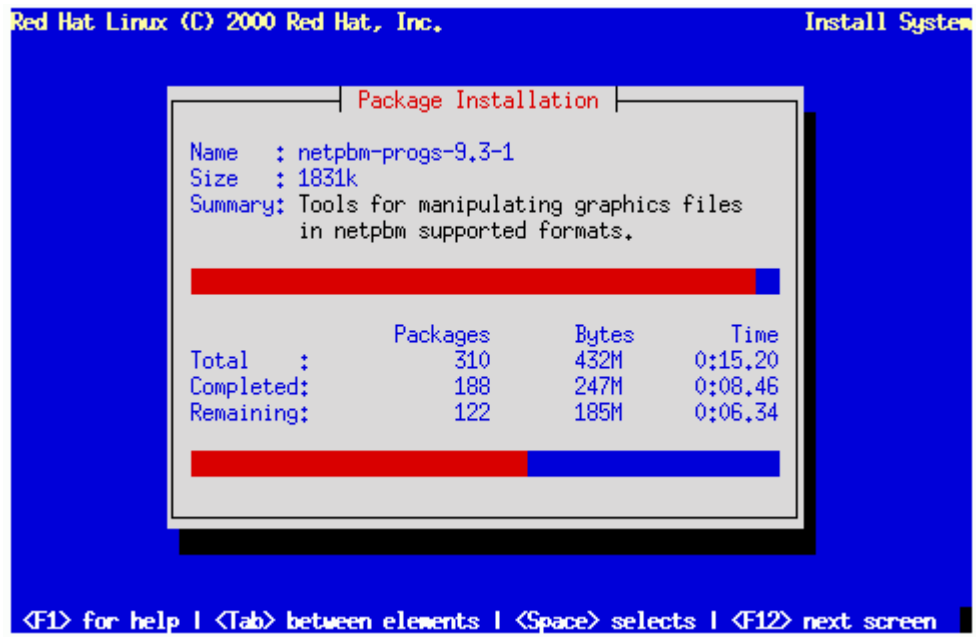 Red Hat Linux (C) 2000 Red Hat, Inc. Install System
Package Installation
Name : netpbm-progs-9.3-1
Size : 1831k
Summary: Tools for manipulating graphics files
in netpbm supported formats.
Packages Bytes Time
Total : 310 432M 0:15.20
Completed: 188 247M 0:08.46
Remaining: 122 185M 0:06.34
<F1> for help | <Tab> between elements | <Space> selects | <F12> next screen